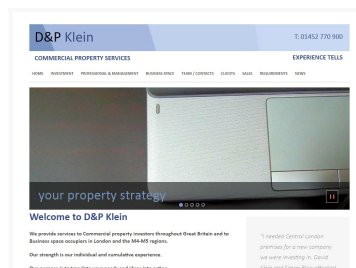 D&P Klein
T: 01452 770 900
COMMERCIAL PROPERTY SERVICES
EXPERIENCE TELLS
HOME INVESTMENT PROFESSIONAL & MANAGEMENT BUSINESS SPACE TEAM / CONTACTS CLIENTS SALES REQUIREMENTS NEWS
your property strategy
Welcome to D&P Klein
We provide services to Commercial property investors throughout Great Britain and to
Business space occupiers in London and the M4-M5 regions.
Our strength is our individual and cumulative experience.
"I needed Central London
premises for a new company
we were investing in. David